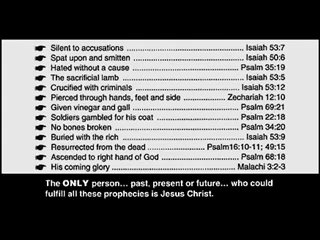 Silent to accusations ........................................ Isaiah 53:7
Spat upon and smitten ........................................ Isaiah 50:6
Hated without a cause ........................................ Psalm 35:19
The sacrificial lamb ........................................ Isaiah 53:5
Crucified with criminals ........................................ Isaiah 53:12
Pierced through hands, feet and side ............. Zechariah 12:10
Given vinegar and gall ........................................ Psalm 69:21
Soldiers gambled for his coat ........................... Psalm 22:18
No bones broken ........................................ Psalm 34:20
Buried with the rich ........................................ Isaiah 53:9
Resurrected from the dead ................. Psalm16:10-11; 49:15
Ascended to right hand of God ........................ Psalm 68:18
His coming glory ........................................ Malachi 3:2-3
The ONLY person... past, present or future... who could
fulfill all these prophecies is Jesus Christ.